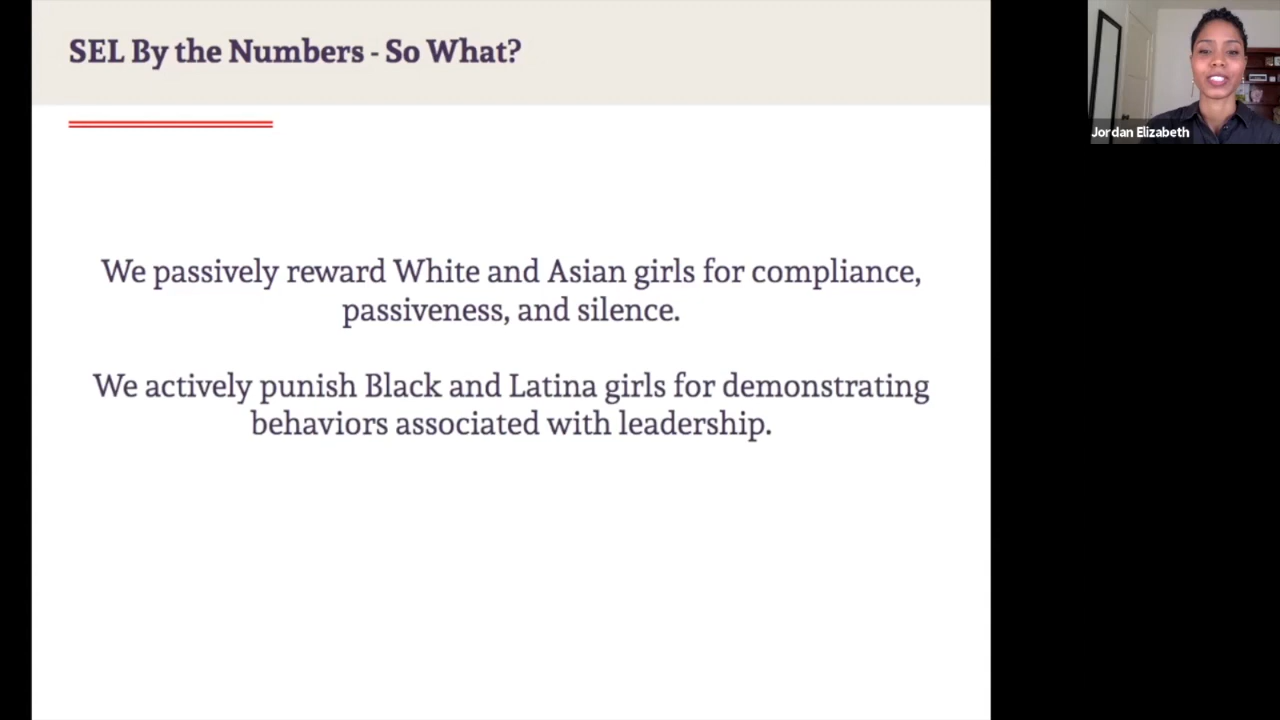 SEL By the Numbers - So What?
We passively reward White and Asian girls for compliance,
passiveness, and silence.
We actively punish Black and Latina girls for demonstrating
behaviors associated with leadership.
Jordan Elizabeth